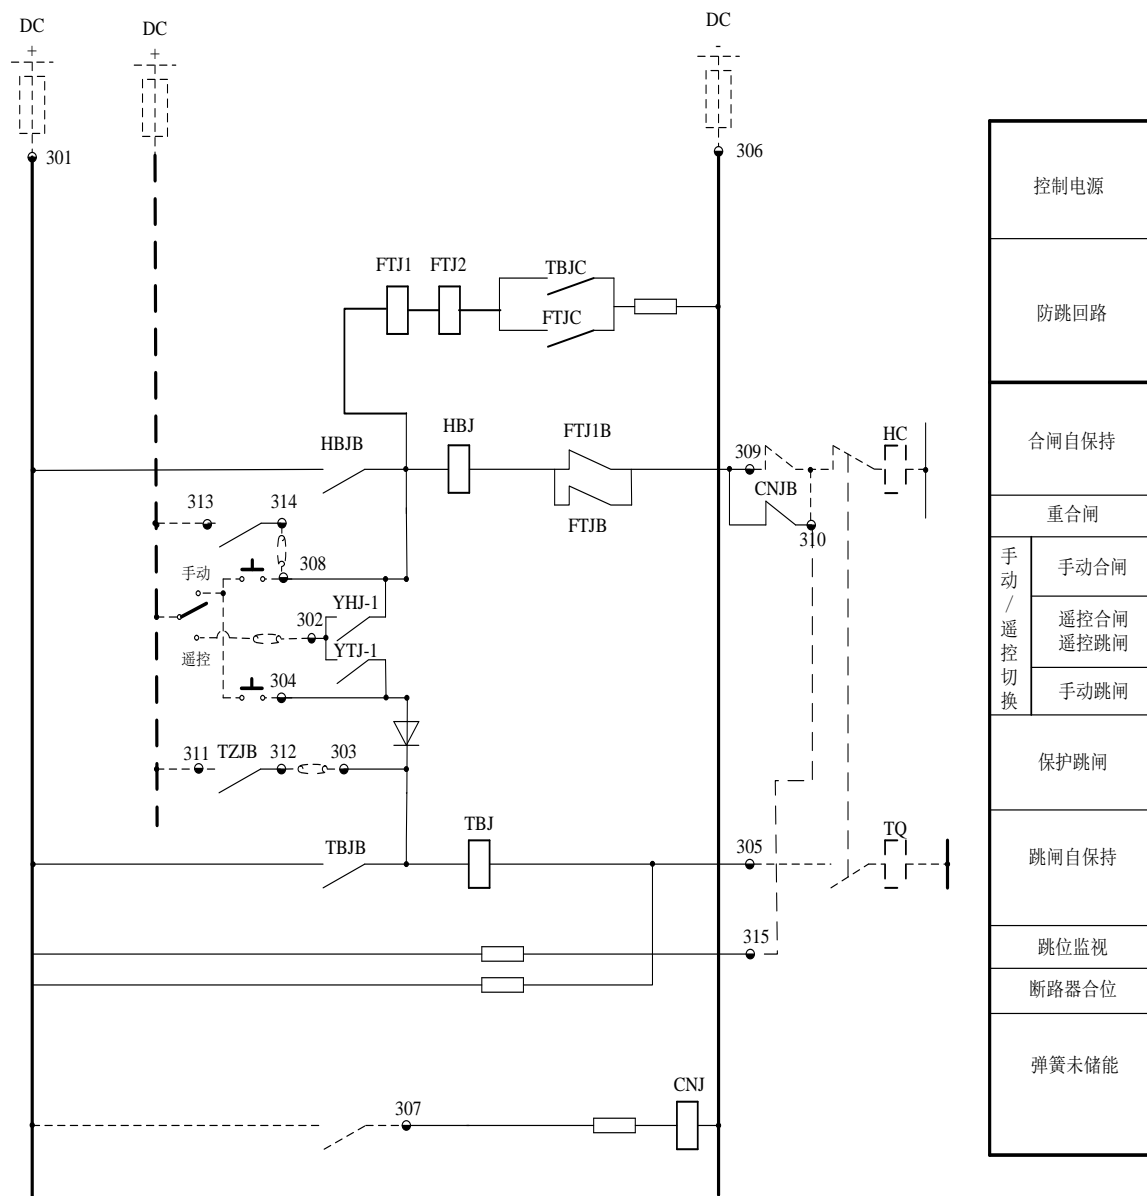 DC
+
DC
+
DC
-
301
306
FTJ1
FTJ2
TBJC
FTJC
HBJB
HBJ
FTJ1B
FTJB
309
HC
CNJB
310
313
314
308
手动
YHJ-1
302
YTJ-1
遥控
304
311
TZJB
312
303
TBJB
TBJ
305
TQ
315
307
CNJ
控制电源
防跳回路
合闸自保持
重合闸
手动/遥控切换
手动合闸
遥控合闸
遥控跳闸
手动跳闸
保护跳闸
跳闸自保持
跳位监视
断路器合位
弹簧未储能